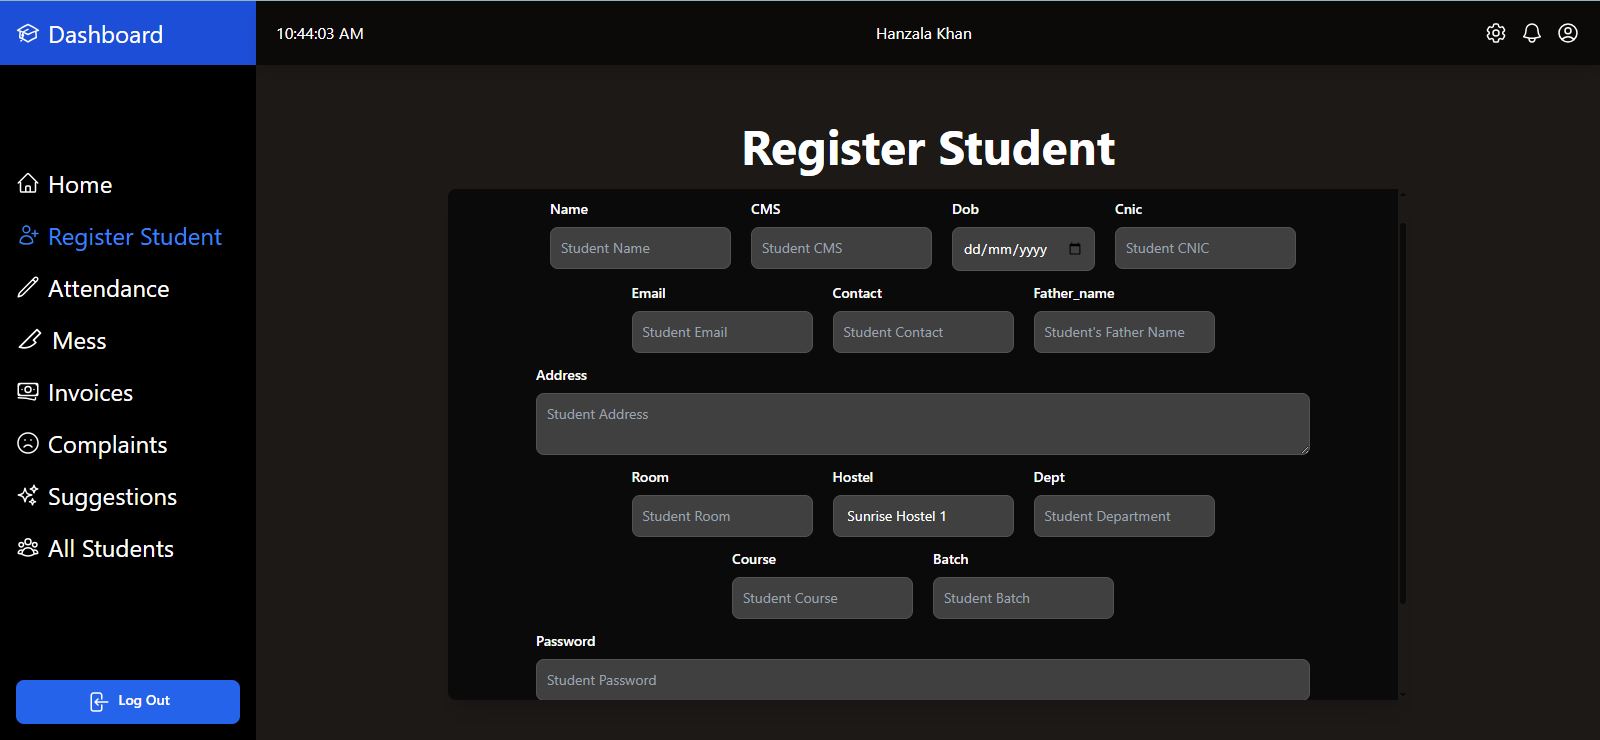 Dashboard
10:44:03 AM
Hanzala Khan
Home
Register Student
Attendance
Mess
Invoices
Complaints
Suggestions
All Students
Log Out
Register Student
Name CMS Dob Cnic
Student Name Student CMS dd/mm/yyyy Student CNIC
Email Contact Father_name
Student Email Student Contact Student's Father Name
Address
Student Address
Room Hostel Dept
Student Room Sunrise Hostel 1 Student Department
Course Batch
Student Course Student Batch
Password
Student Password